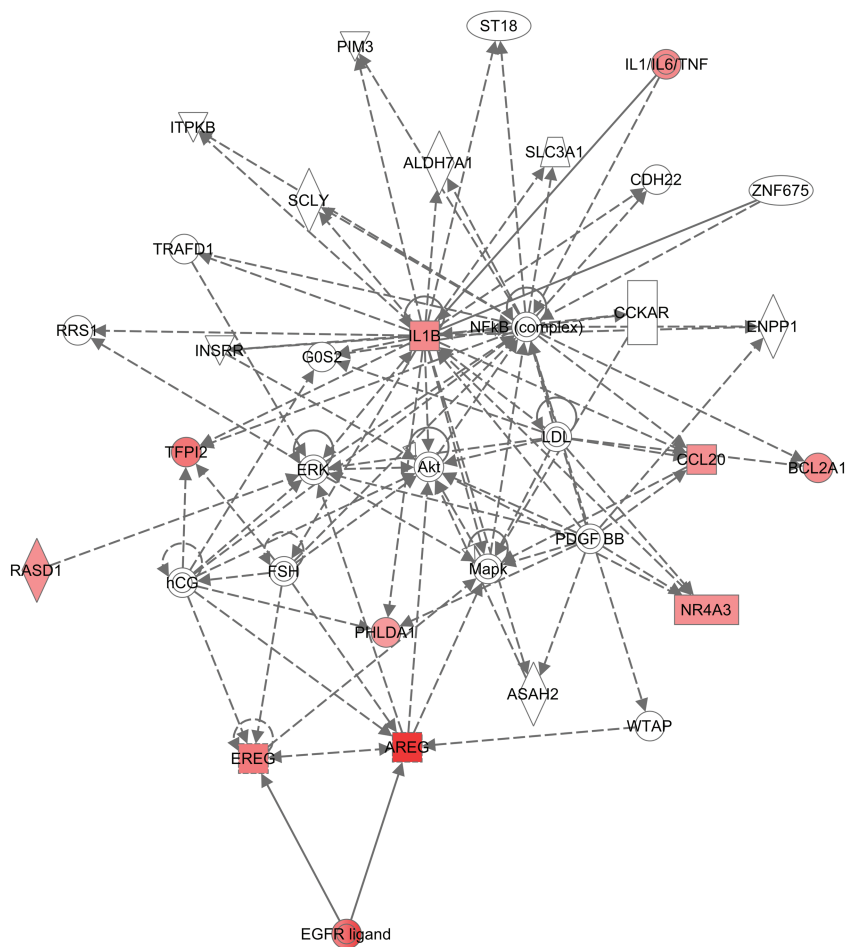 ST18
PIM3
IL1/IL6/TNF
ITPKB
SLC3A1
ALDH7A1
CDH22
ZNF675
SCLY
TRAFD1
CCKAR
NFkB (complex)
ENPP1
RRS1
IL1B
INSRR
G0S2
LDL
TFPI2
CCL20
BCL2A1
ERK
Akt
PDGF BB
RASD1
hCG
FSH
Mapk
NR4A3
PHLDA1
ASAH2
WTAP
AREG
EREG
EGFR ligand